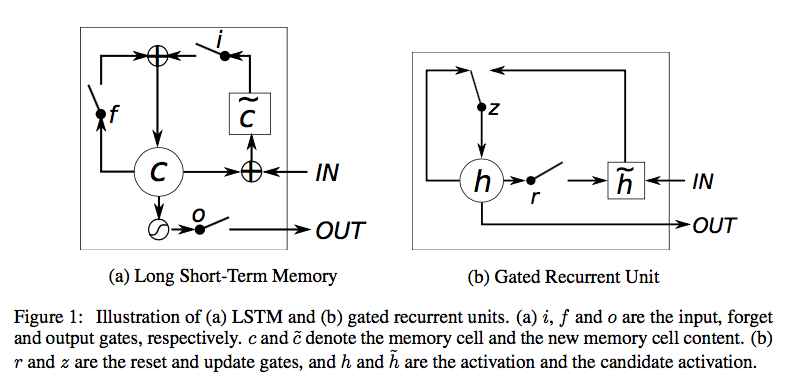 i
f
c̃
c
IN
o
OUT
(a) Long Short-Term Memory
z
h
r
h̃
IN
OUT
(b) Gated Recurrent Unit
Figure 1: Illustration of (a) LSTM and (b) gated recurrent units. (a) i, f and o are the input, forget
and output gates, respectively. c and c̃ denote the memory cell and the new memory cell content. (b)
r and z are the reset and update gates, and h and h̃ are the activation and the candidate activation.